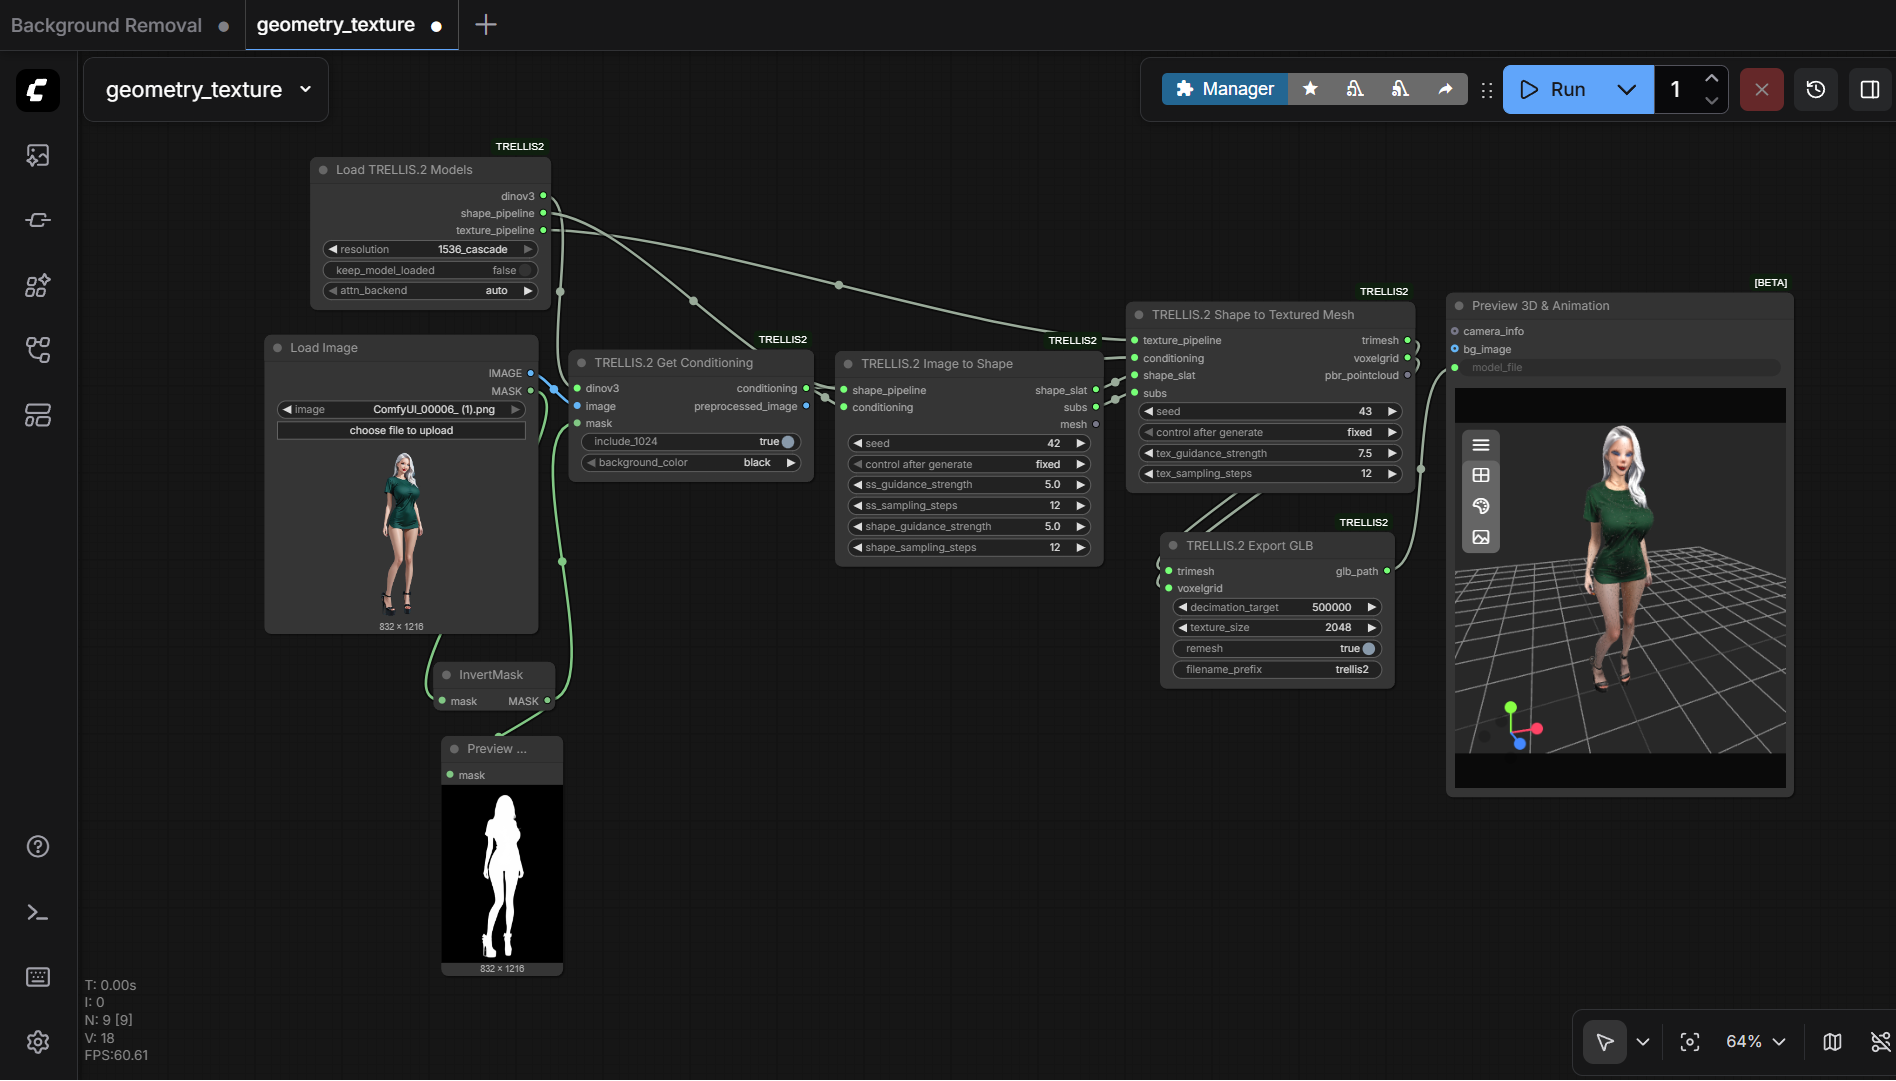 Background Removal
geometry_texture
geometry_texture
Manager
Run
1
TRELLIS2
Load TRELLIS.2 Models
dinov3
shape_pipeline
texture_pipeline
resolution 1536_cascade
keep_model_loaded false
attn_backend auto
Load Image
IMAGE
MASK
image ComfyUI_00006_ (1).png
choose file to upload
832 × 1216
TRELLIS2
TRELLIS.2 Get Conditioning
dinov3 conditioning
image preprocessed_image
mask
include_1024 true
background_color black
TRELLIS2
TRELLIS.2 Image to Shape
shape_pipeline shape_slat
conditioning subs
mesh
seed 42
control after generate fixed
ss_guidance_strength 5.0
ss_sampling_steps 12
shape_guidance_strength 5.0
shape_sampling_steps 12
TRELLIS2
TRELLIS.2 Shape to Textured Mesh
texture_pipeline trimesh
conditioning voxelgrid
shape_slat pbr_pointcloud
subs
seed 43
control after generate fixed
tex_guidance_strength 7.5
tex_sampling_steps 12
TRELLIS2
TRELLIS.2 Export GLB
trimesh glb_path
voxelgrid
decimation_target 500000
texture_size 2048
remesh true
filename_prefix trellis2
[BETA]
Preview 3D & Animation
camera_info
bg_image
model_file
InvertMask
mask MASK
Preview ...
mask
832 × 1216
T: 0.00s
I: 0
N: 9 [9]
V: 18
FPS:60.61
64%